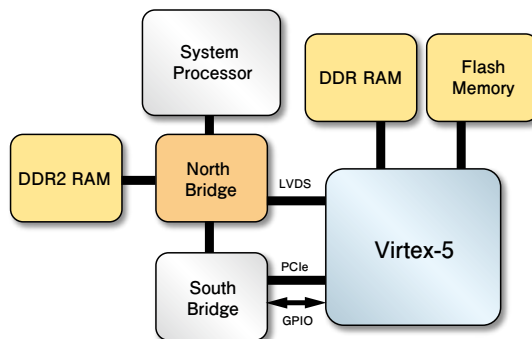 System
Processor
DDR RAM
Flash
Memory
DDR2 RAM
North
Bridge
LVDS
Virtex-5
PCIe
South
Bridge
GPIO